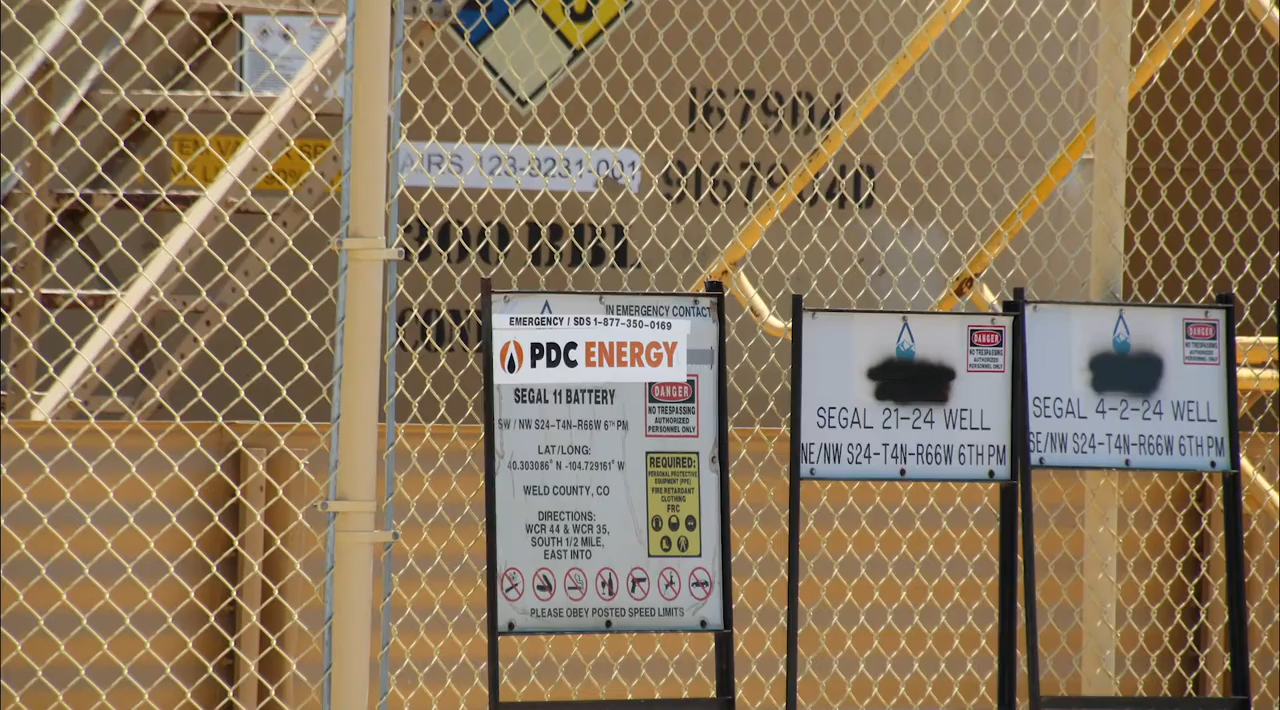 1679DA
AIRS 123-8231-001
91679-04D
300 BBL
IN EMERGENCY CONTACT
EMERGENCY / SDS 1-877-350-0169
PDC ENERGY
SEGAL 11 BATTERY
SW / NW S24-T4N-R66W 6TH PM
LAT/LONG:
40.303086° N -104.729161° W
WELD COUNTY, CO
DIRECTIONS:
WCR 44 & WCR 35,
SOUTH 1/2 MILE,
EAST INTO
DANGER
NO TRESPASSING
AUTHORIZED
PERSONNEL ONLY
REQUIRED:
PERSONAL PROTECTIVE
EQUIPMENT (PPE)
FIRE RETARDANT
CLOTHING
FRC
PLEASE OBEY POSTED SPEED LIMITS
DANGER
NO TRESPASSING
AUTHORIZED
PERSONNEL ONLY
SEGAL 21-24 WELL
NE/NW S24-T4N-R66W 6TH PM
DANGER
NO TRESPASSING
AUTHORIZED
PERSONNEL ONLY
SEGAL 4-2-24 WELL
SE/NW S24-T4N-R66W 6TH PM